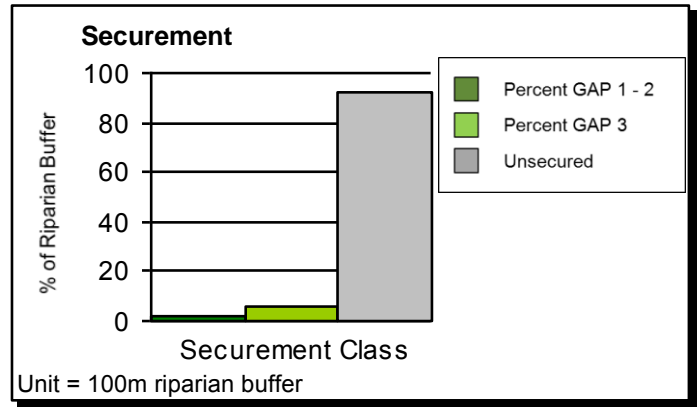 Securement
% of Riparian Buffer
100
80
60
40
20
0
Securement Class
Percent GAP 1 - 2
Percent GAP 3
Unsecured
Unit = 100m riparian buffer